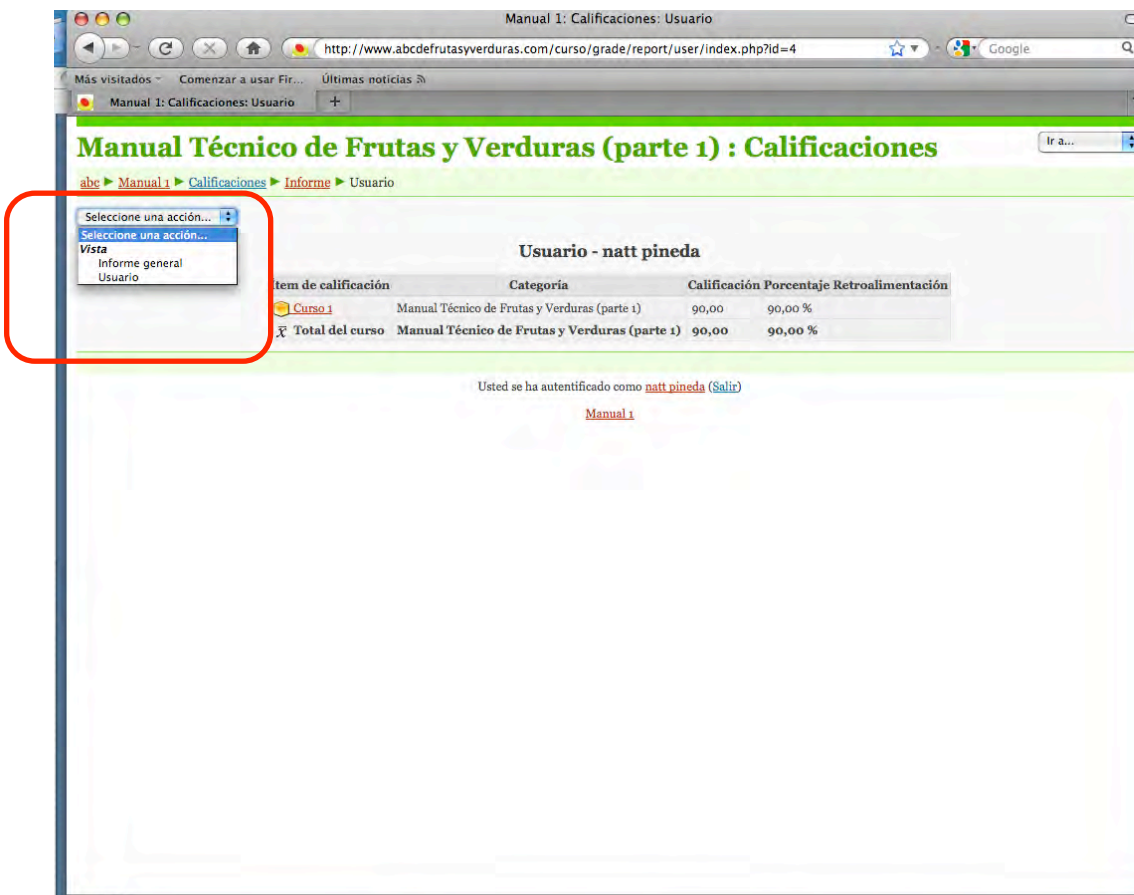 Manual 1: Calificaciones: Usuario
http://www.abcdefrutasyverduras.com/curso/grade/report/user/index.php?id=4
Google
Más visitados Comenzar a usar Fir... Últimas noticias
Manual 1: Calificaciones: Usuario +
Manual Técnico de Frutas y Verduras (parte 1) : Calificaciones
Ir a...
abc ► Manual 1 ► Calificaciones ► Informe ► Usuario
Seleccione una acción...
Seleccione una acción...
Vista
Informe general
Usuario
Usuario - natt pineda
Ítem de calificación Categoría Calificación Porcentaje Retroalimentación
Curso 1 Manual Técnico de Frutas y Verduras (parte 1) 90,00 90,00 %
x̅ Total del curso Manual Técnico de Frutas y Verduras (parte 1) 90,00 90,00 %
Usted se ha autentificado como natt pineda (Salir)
Manual 1